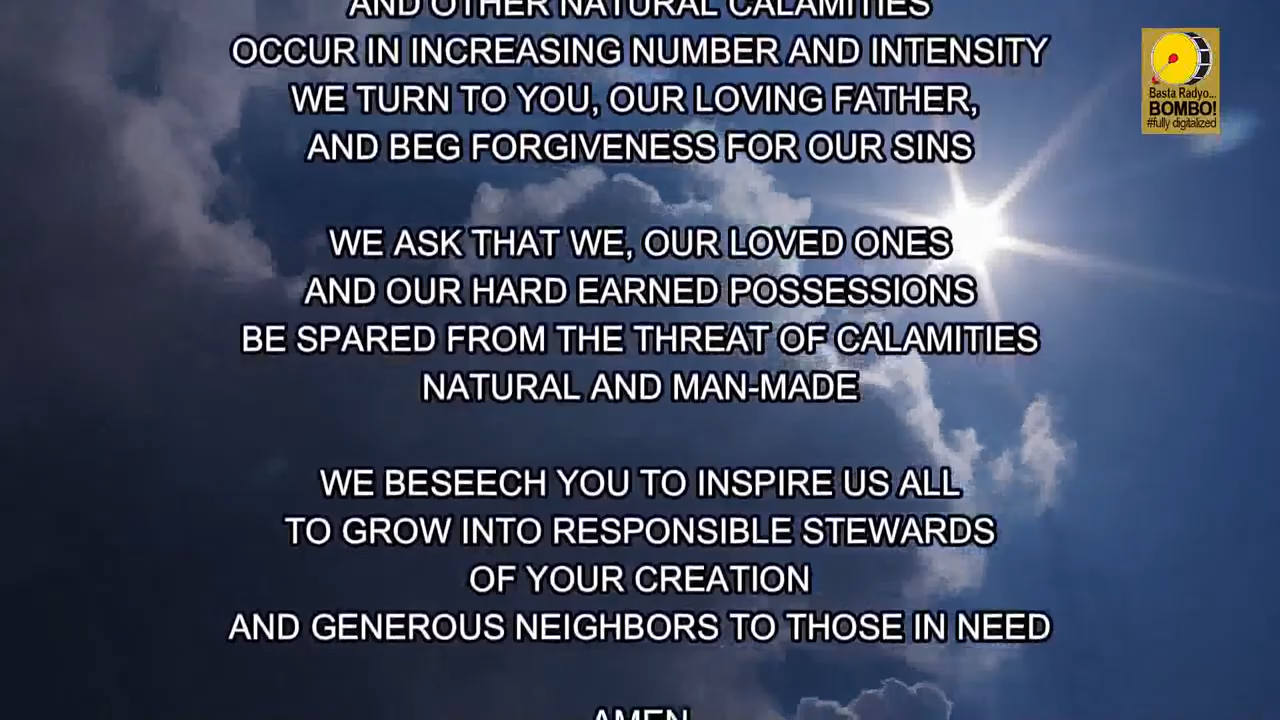 AND OTHER NATURAL CALAMITIES
OCCUR IN INCREASING NUMBER AND INTENSITY
WE TURN TO YOU, OUR LOVING FATHER,
AND BEG FORGIVENESS FOR OUR SINS
WE ASK THAT WE, OUR LOVED ONES
AND OUR HARD EARNED POSSESSIONS
BE SPARED FROM THE THREAT OF CALAMITIES
NATURAL AND MAN-MADE
WE BESEECH YOU TO INSPIRE US ALL
TO GROW INTO RESPONSIBLE STEWARDS
OF YOUR CREATION
AND GENEROUS NEIGHBORS TO THOSE IN NEED
AMEN
Basta Radyo...
BOMBO!
#fully digitalized